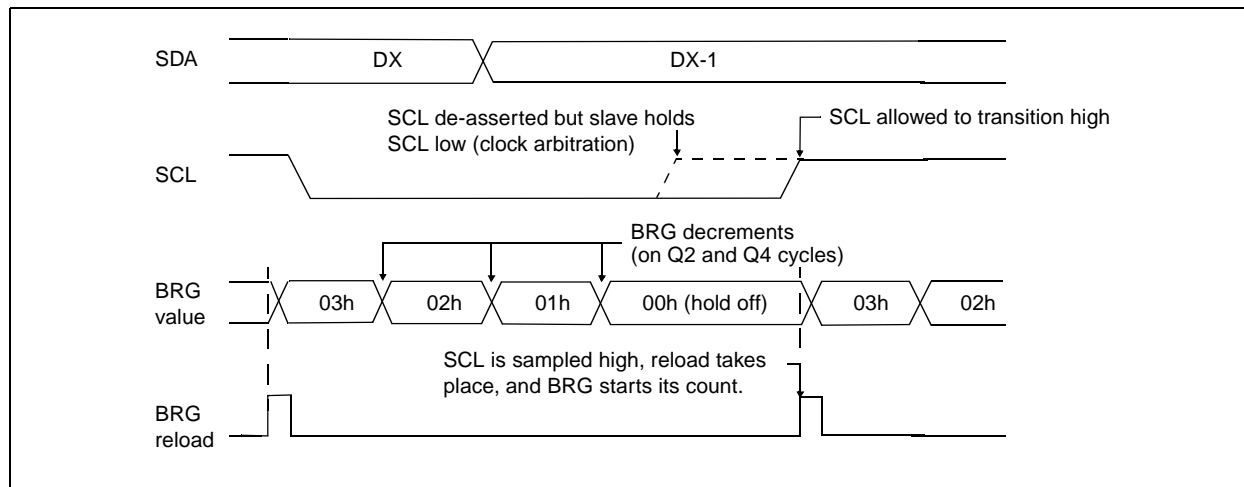 SDA
DX
DX-1
SCL de-asserted but slave holds
SCL low (clock arbitration)
SCL allowed to transition high
SCL
BRG decrements
(on Q2 and Q4 cycles)
BRG
value
03h
02h
01h
00h (hold off)
03h
02h
SCL is sampled high, reload takes
place, and BRG starts its count.
BRG
reload